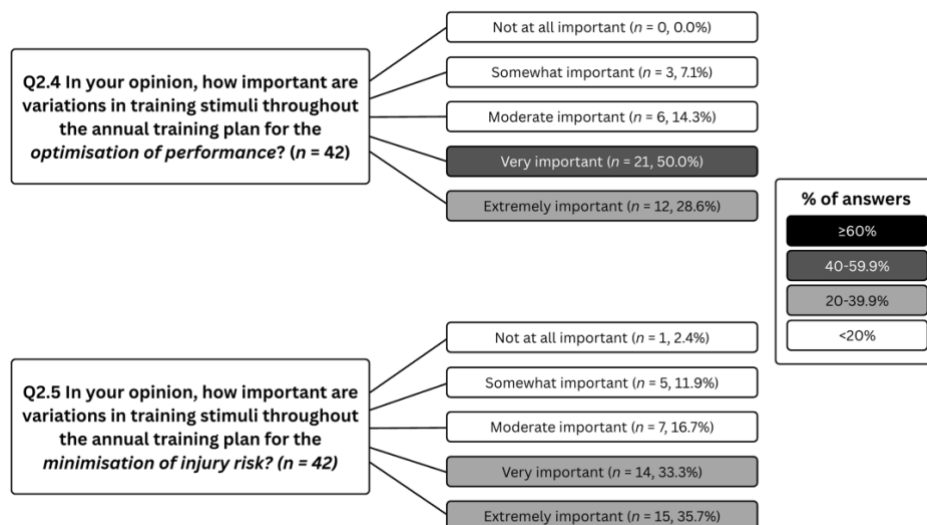 Q2.4 In your opinion, how important are
variations in training stimuli throughout
the annual training plan for the
optimisation of performance? (n = 42)
Not at all important (n = 0, 0.0%)
Somewhat important (n = 3, 7.1%)
Moderate important (n = 6, 14.3%)
Very important (n = 21, 50.0%)
Extremely important (n = 12, 28.6%)
% of answers
≥60%
40-59.9%
20-39.9%
<20%
Q2.5 In your opinion, how important are
variations in training stimuli throughout
the annual training plan for the
minimisation of injury risk? (n = 42)
Not at all important (n = 1, 2.4%)
Somewhat important (n = 5, 11.9%)
Moderate important (n = 7, 16.7%)
Very important (n = 14, 33.3%)
Extremely important (n = 15, 35.7%)